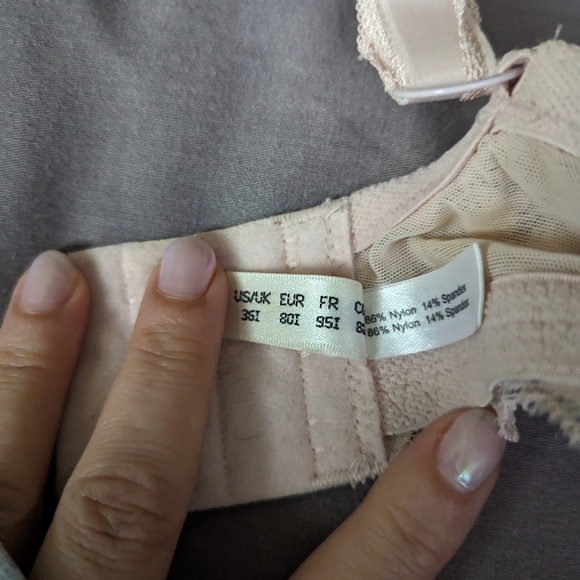 US/UK EUR FR
36I 80I 95I
86% Nylon 14% Spandex
86% Nylon 14% Spandex